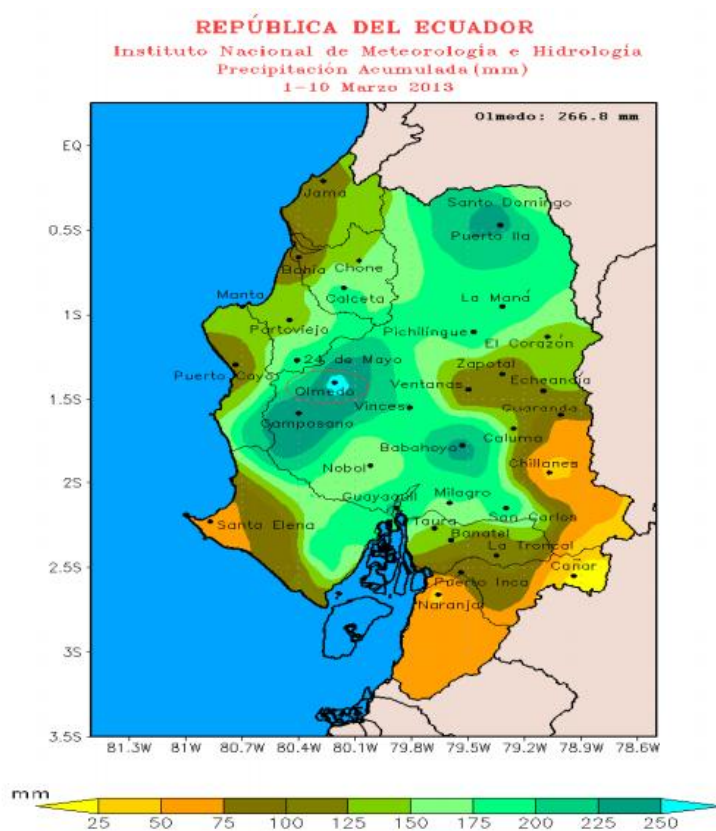 REPÚBLICA DEL ECUADOR
Instituto Nacional de Meteorología e Hidrología
Precipitación Acumulada (mm)
1-10 Marzo 2013
Olmedo: 266.8 mm
EQ
Jama
Santo Domingo
0.5S
Puerto Ila
Bahía
Chone
Manta
Calceta
La Maná
1S
Portoviejo
Pichilingue
El Corazón
24 de Mayo
Zapotal
Puerto Cayo
Olmedo
Ventanas
Echeandia
1.5S
Camposano
Vinces
Guaranda
Caluma
Babahoyo
Nobol
Chillanes
2S
Guayaquil
Milagro
Santa Elena
Taura
San Carlos
Banatel
La Troncal
2.5S
Cañar
Puerto Inca
Naranjal
3S
3.5S
81.3W 81W 80.7W 80.4W 80.1W 79.8W 79.5W 79.2W 78.9W 78.6W
mm
25 50 75 100 125 150 175 200 225 250